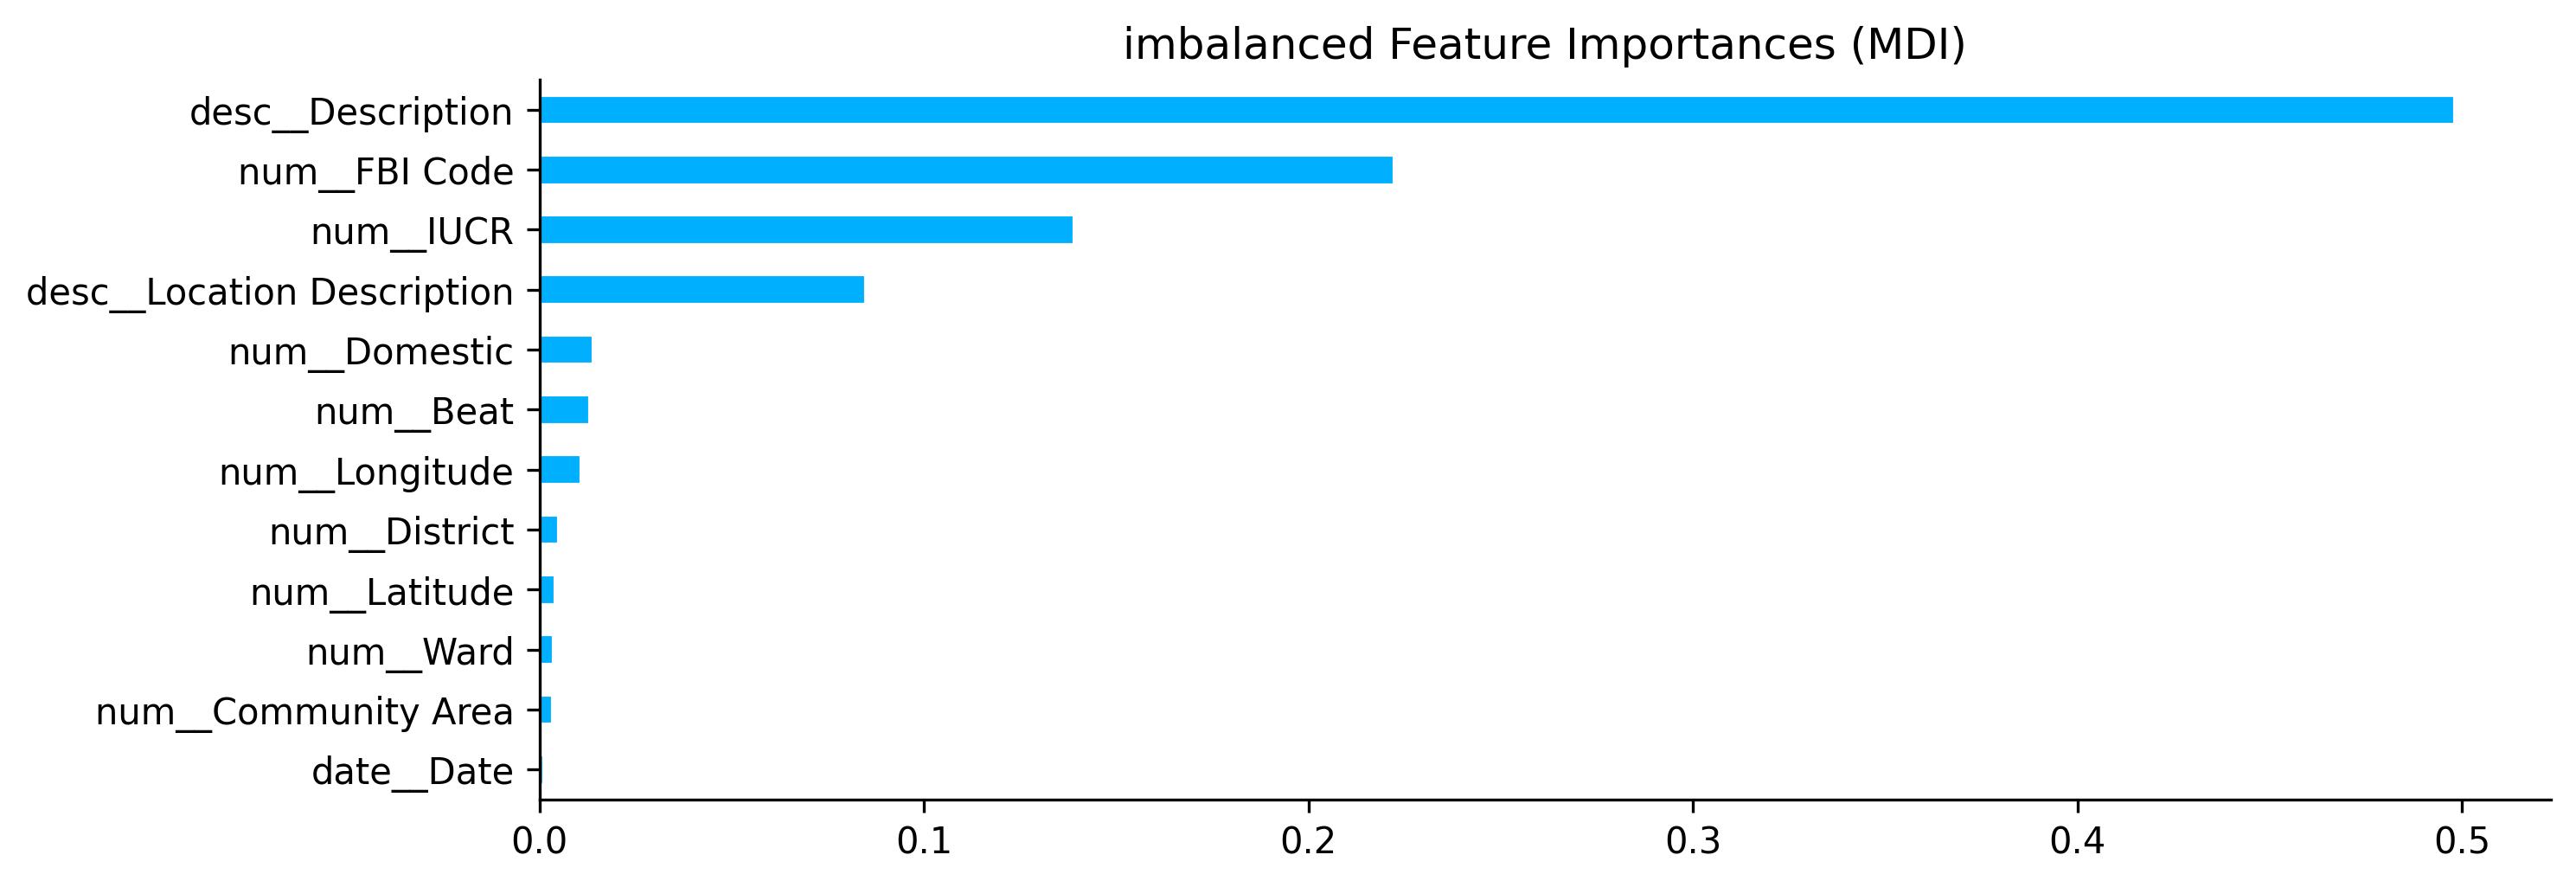 imbalanced Feature Importances (MDI)
desc__Description
num__FBI Code
num__IUCR
desc__Location Description
num__Domestic
num__Beat
num__Longitude
num__District
num__Latitude
num__Ward
num__Community Area
date__Date
0.0 0.1 0.2 0.3 0.4 0.5